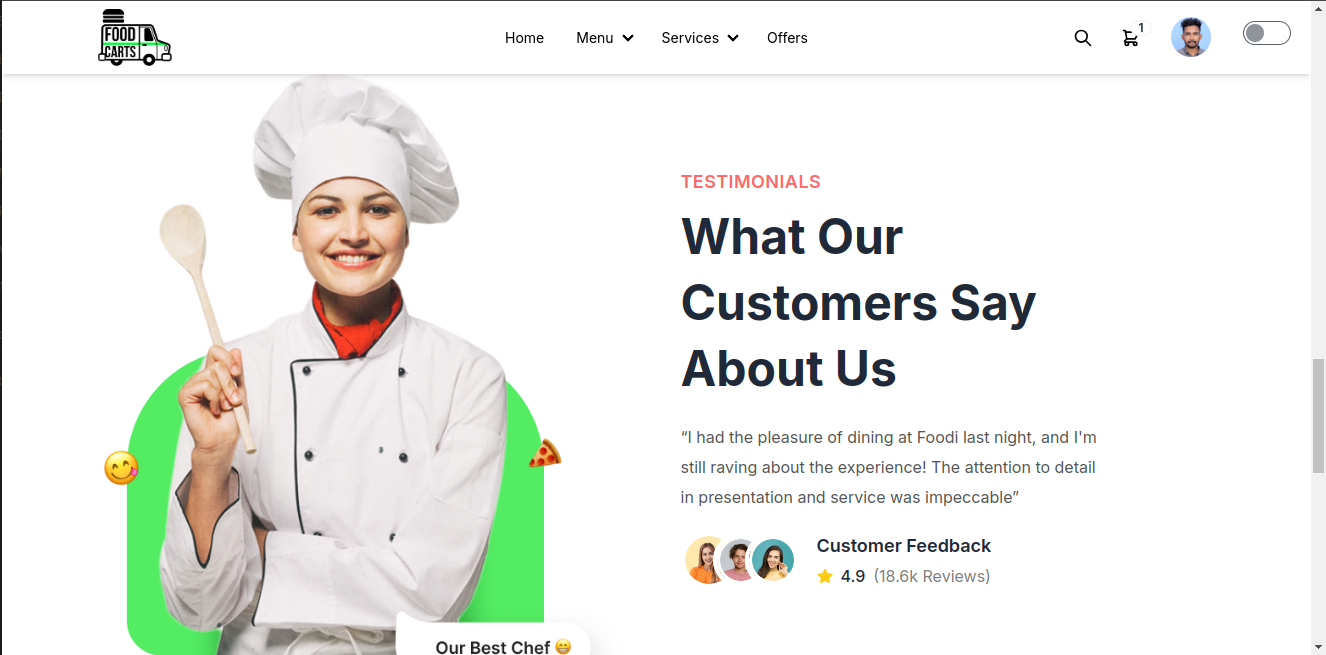 FOOD
CARTS
Home
Menu
Services
Offers
1
TESTIMONIALS
What Our
Customers Say
About Us
“I had the pleasure of dining at Foodi last night, and I'm
still raving about the experience! The attention to detail
in presentation and service was impeccable”
Customer Feedback
4.9 (18.6k Reviews)
Our Best Chef 😁